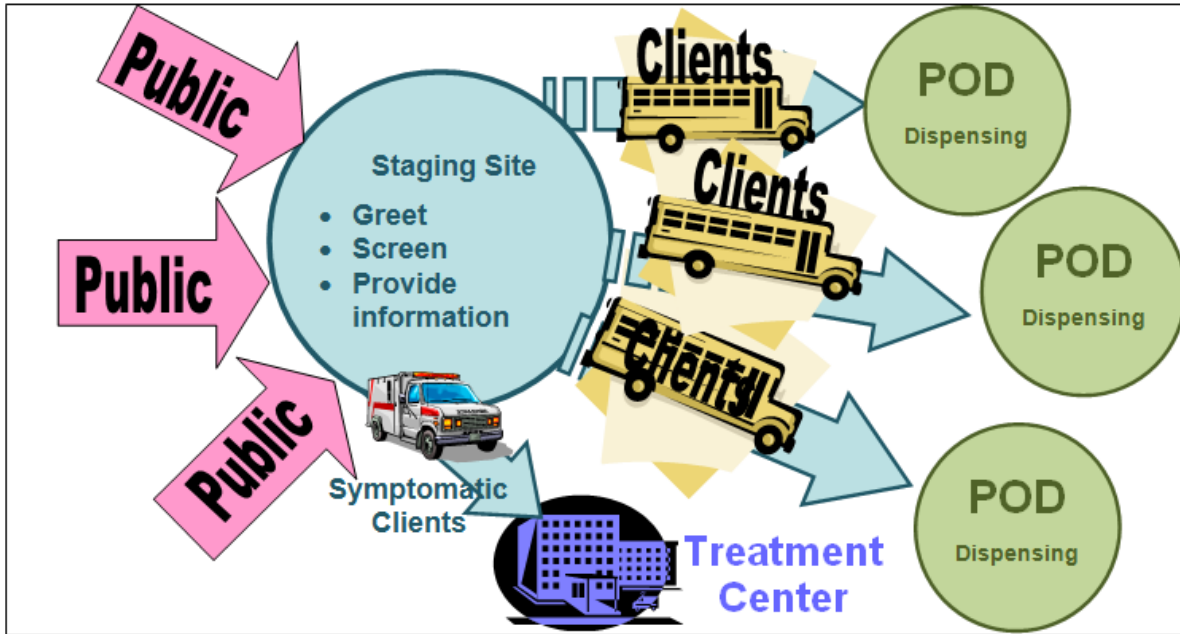 Public
Public
Public
Staging Site
• Greet
• Screen
• Provide
information
Symptomatic
Clients
Clients
Clients
Clients
POD
Dispensing
POD
Dispensing
POD
Dispensing
Treatment
Center